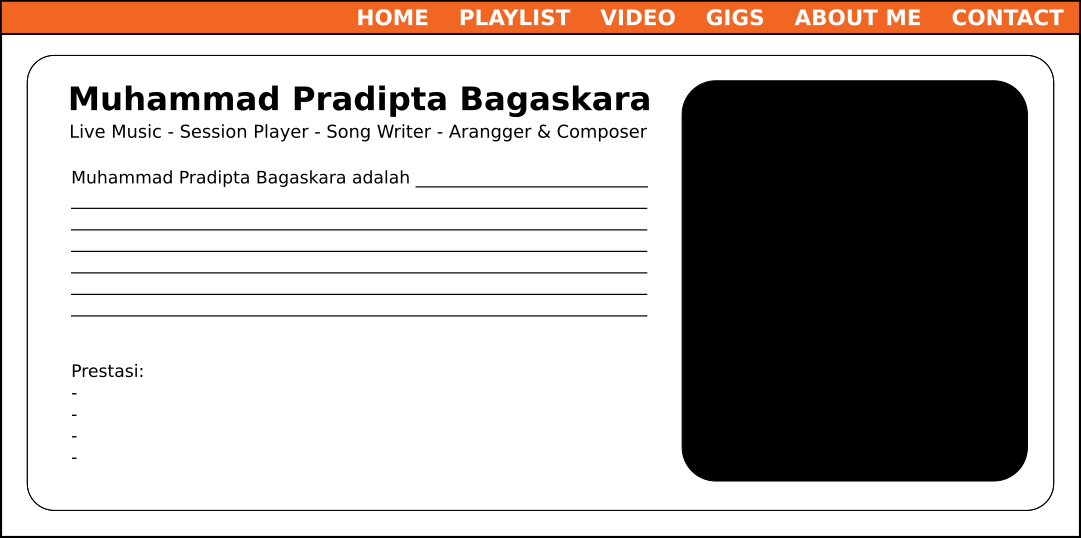 HOME PLAYLIST VIDEO GIGS ABOUT ME CONTACT
Muhammad Pradipta Bagaskara
Live Music - Session Player - Song Writer - Arangger & Composer
Muhammad Pradipta Bagaskara adalah ____________________
Prestasi:
-
-
-
-